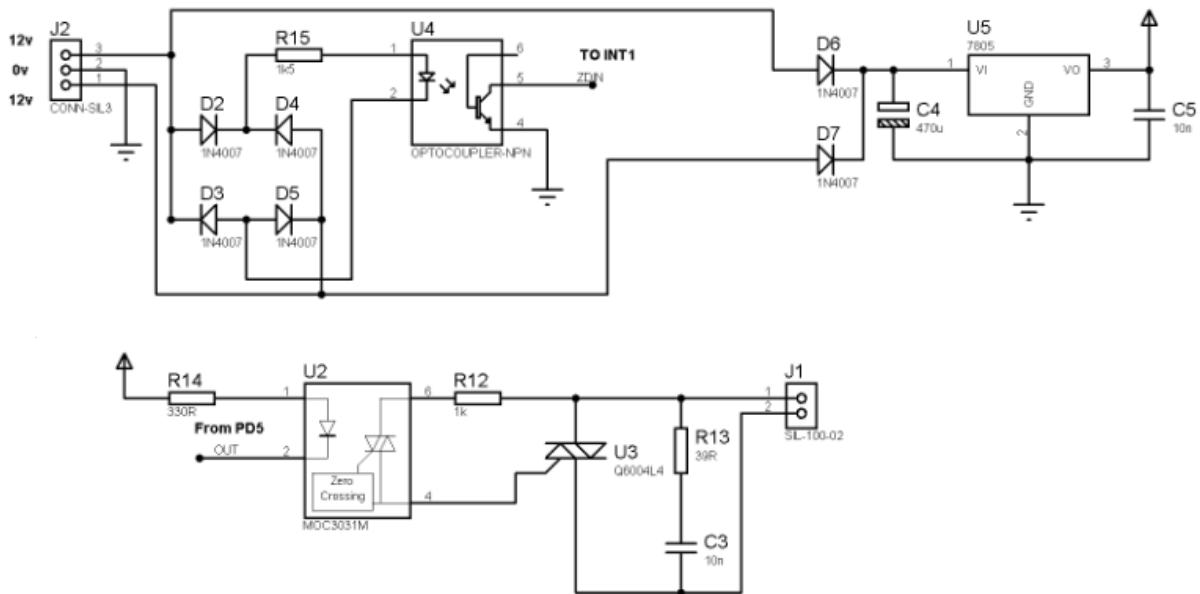 J2
12v
0v
12v
3
2
1
CONN-SIL3
R15
1k5
U4
1
2
6
5
4
OPTOCOUPLER-NPN
TO INT1
ZDIN
D2
1N4007
D4
1N4007
D3
1N4007
D5
1N4007
D6
1N4007
D7
1N4007
C4
470u
U5
7805
1
VI
VO
3
GND
2
C5
10n
R14
330R
From PD5
OUT
U2
1
2
6
4
Zero
Crossing
MOC3031M
R12
1k
U3
Q6004L4
R13
39R
C3
10n
J1
1
2
SIL-100-02